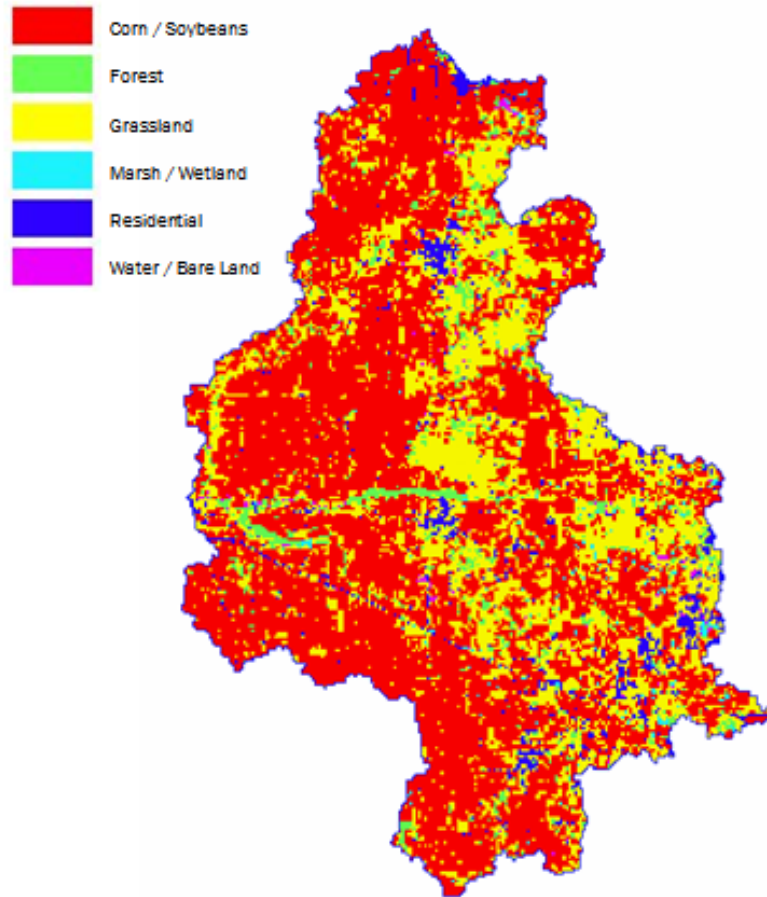 Corn / Soybeans
Forest
Grassland
Marsh / Wetland
Residential
Water / Bare Land